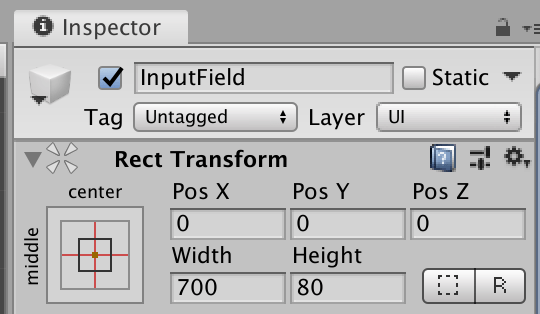 Inspector
InputField Static
Tag Untagged Layer UI
Rect Transform
center Pos X Pos Y Pos Z
middle 0 0 0
Width Height
700 80 R